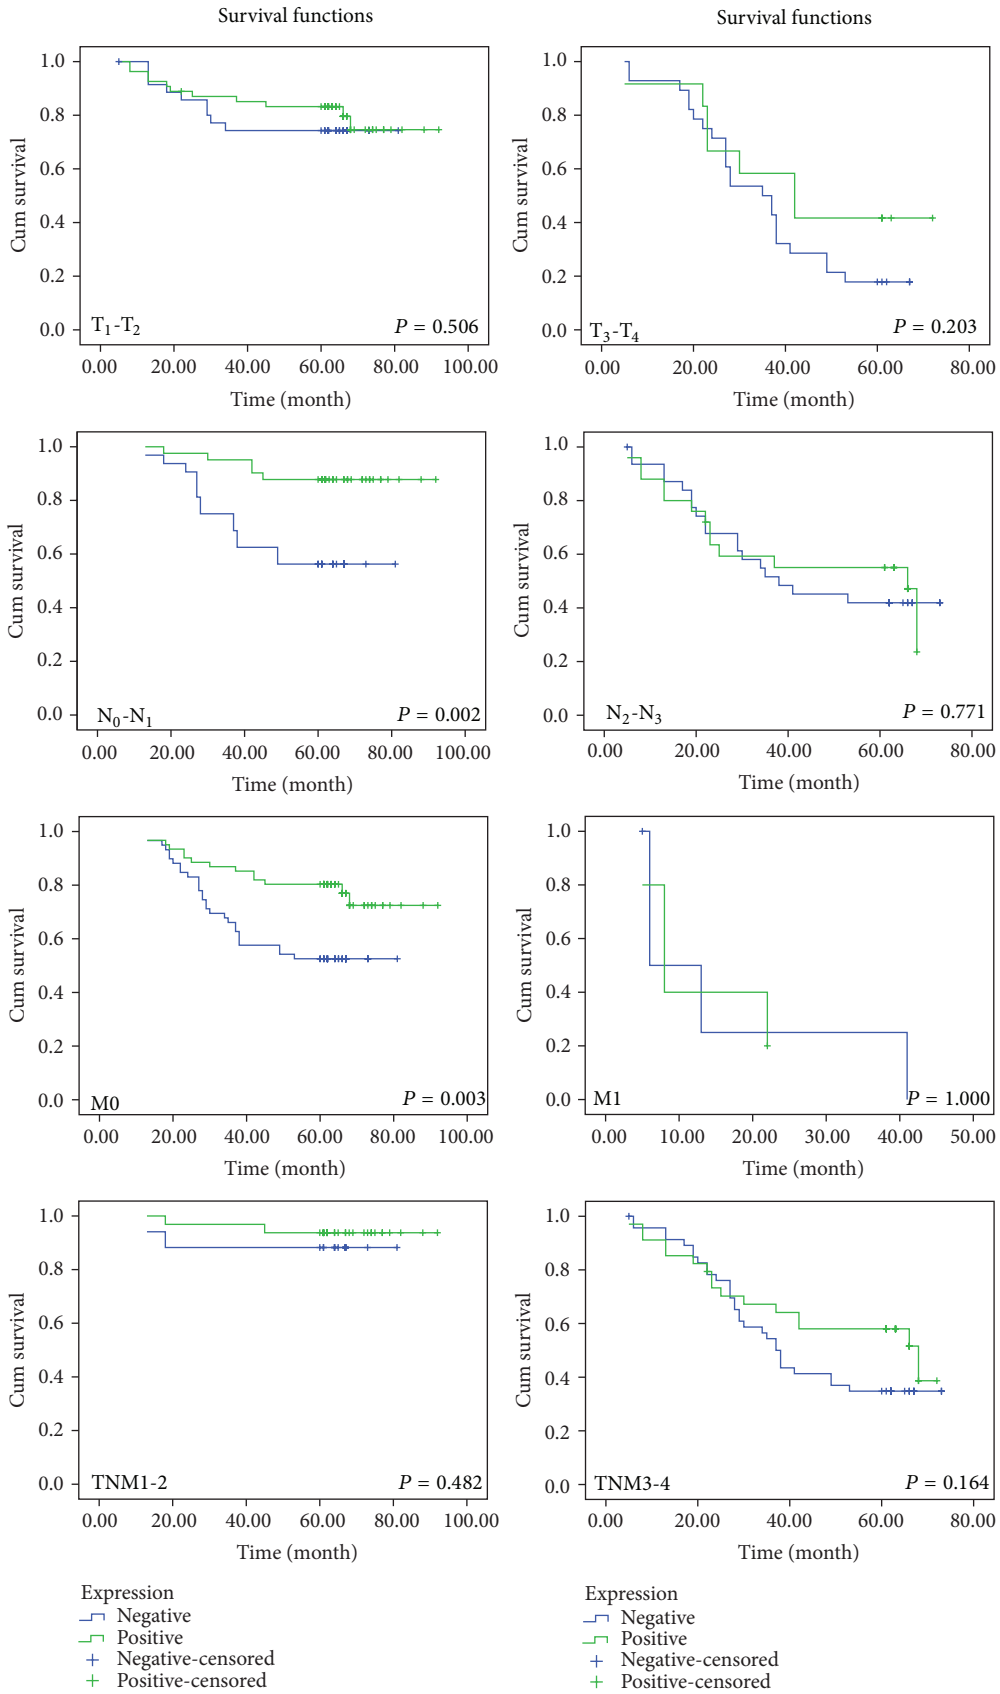 Survival functions
1.0
0.8
0.6
0.4
0.2
0.0
Cum survival
T1-T2
P = 0.506
0.00 20.00 40.00 60.00 80.00 100.00
Time (month)
Survival functions
1.0
0.8
0.6
0.4
0.2
0.0
Cum survival
T3-T4
P = 0.203
0.00 20.00 40.00 60.00 80.00
Time (month)
1.0
0.8
0.6
0.4
0.2
0.0
Cum survival
N0-N1
P = 0.002
0.00 20.00 40.00 60.00 80.00 100.00
Time (month)
1.0
0.8
0.6
0.4
0.2
0.0
Cum survival
N2-N3
P = 0.771
0.00 20.00 40.00 60.00 80.00
Time (month)
1.0
0.8
0.6
0.4
0.2
0.0
Cum survival
M0
P = 0.003
0.00 20.00 40.00 60.00 80.00 100.00
Time (month)
1.0
0.8
0.6
0.4
0.2
0.0
Cum survival
M1
P = 1.000
0.00 10.00 20.00 30.00 40.00 50.00
Time (month)
1.0
0.8
0.6
0.4
0.2
0.0
Cum survival
TNM1-2
P = 0.482
0.00 20.00 40.00 60.00 80.00 100.00
Time (month)
1.0
0.8
0.6
0.4
0.2
0.0
Cum survival
TNM3-4
P = 0.164
0.00 20.00 40.00 60.00 80.00
Time (month)
Expression
Negative
Positive
Negative-censored
Positive-censored
Expression
Negative
Positive
Negative-censored
Positive-censored